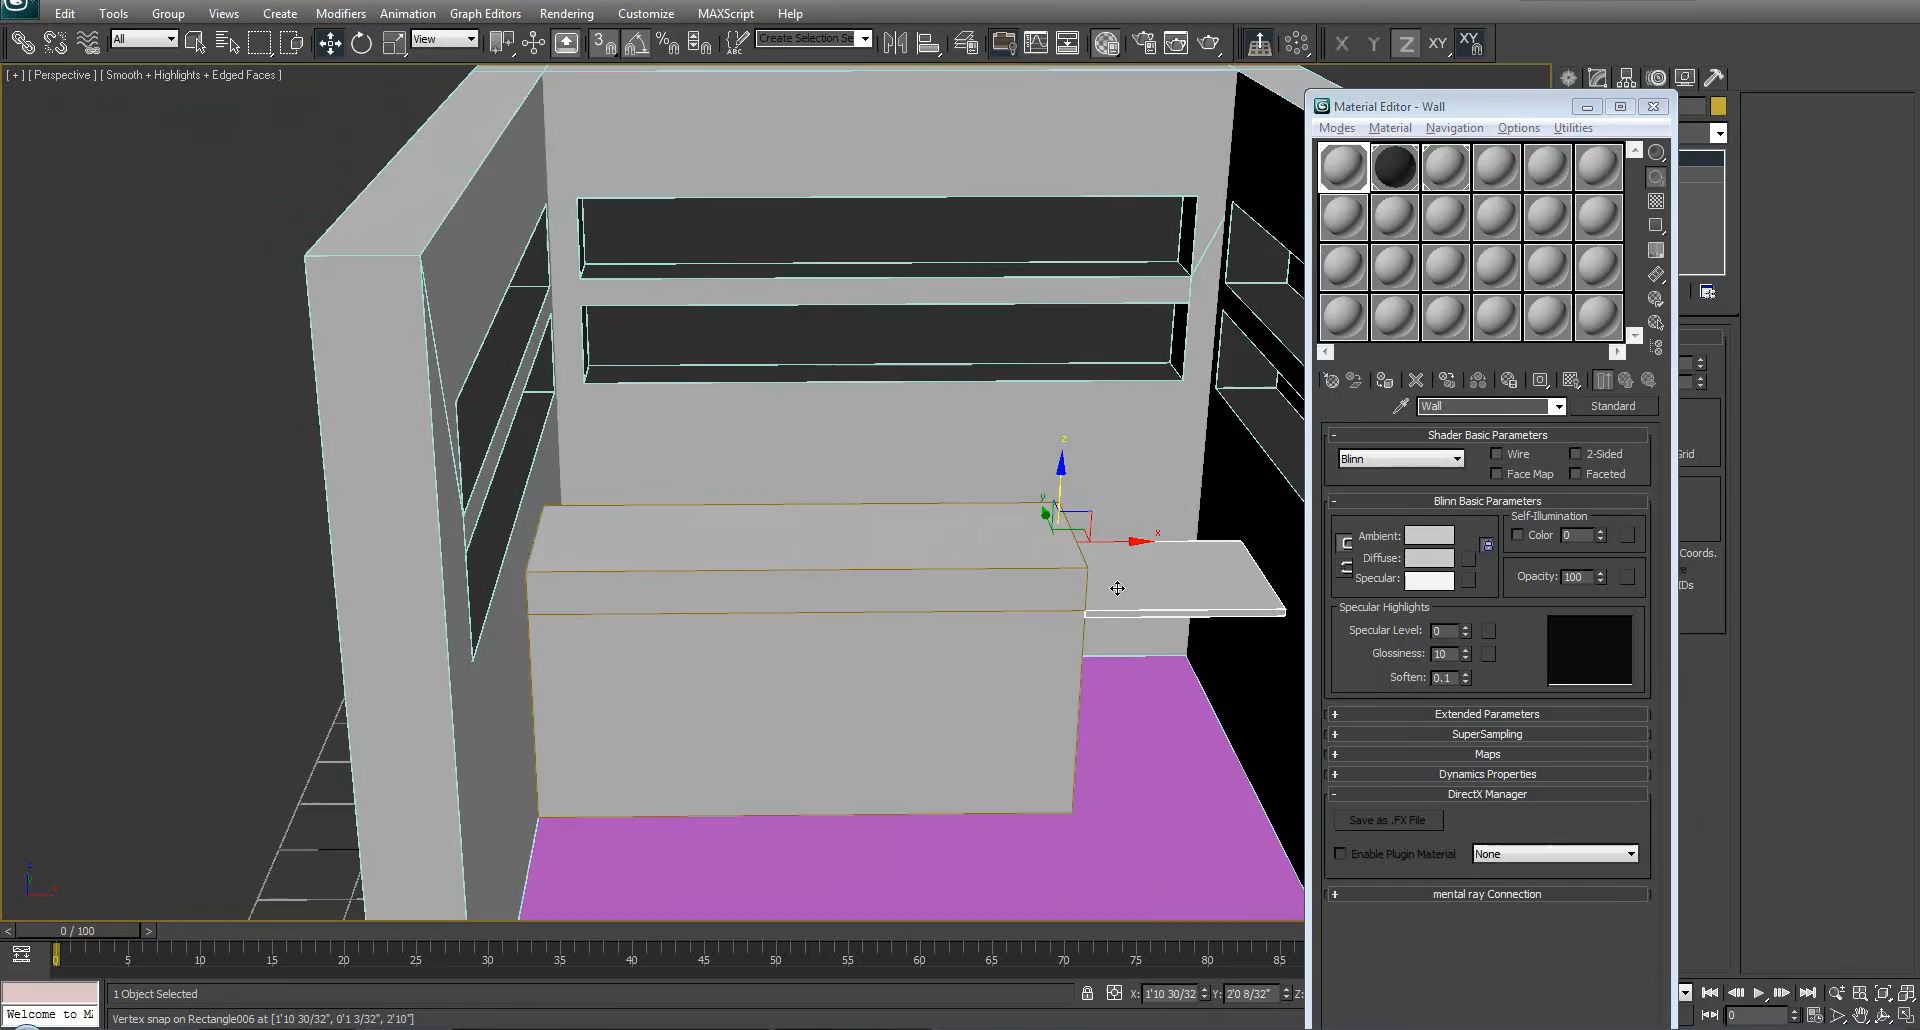 Edit Tools Group Views Create Modifiers Animation Graph Editors Rendering Customize MAXScript Help
All View 3 % ABC Create Selection Se X Y Z XY XY
[ + ] [ Perspective ] [ Smooth + Highlights + Edged Faces ]
Material Editor - Wall
Modes Material Navigation Options Utilities
Wall Standard
Shader Basic Parameters
Blinn Wire 2-Sided
Face Map Faceted
Blinn Basic Parameters
Self-Illumination
Ambient: Color 0
Diffuse:
Specular: Opacity: 100
Specular Highlights
Specular Level: 0
Glossiness: 10
Soften: 0.1
Extended Parameters
SuperSampling
Maps
Dynamics Properties
DirectX Manager
Save as .FX File
Enable Plugin Material None
mental ray Connection
rid
Coords.
IDs
z
y
x
z
x
< 0 / 100 >
0 5 10 15 20 25 30 35 40 45 50 55 60 65 70 75 80 85
1 Object Selected X: 1'10 30/32 Y: 2'0 8/32" Z:
Welcome to M Vertex snap on Rectangle006 at [1'10 30/32", 0'1 3/32", 2'10"]
0